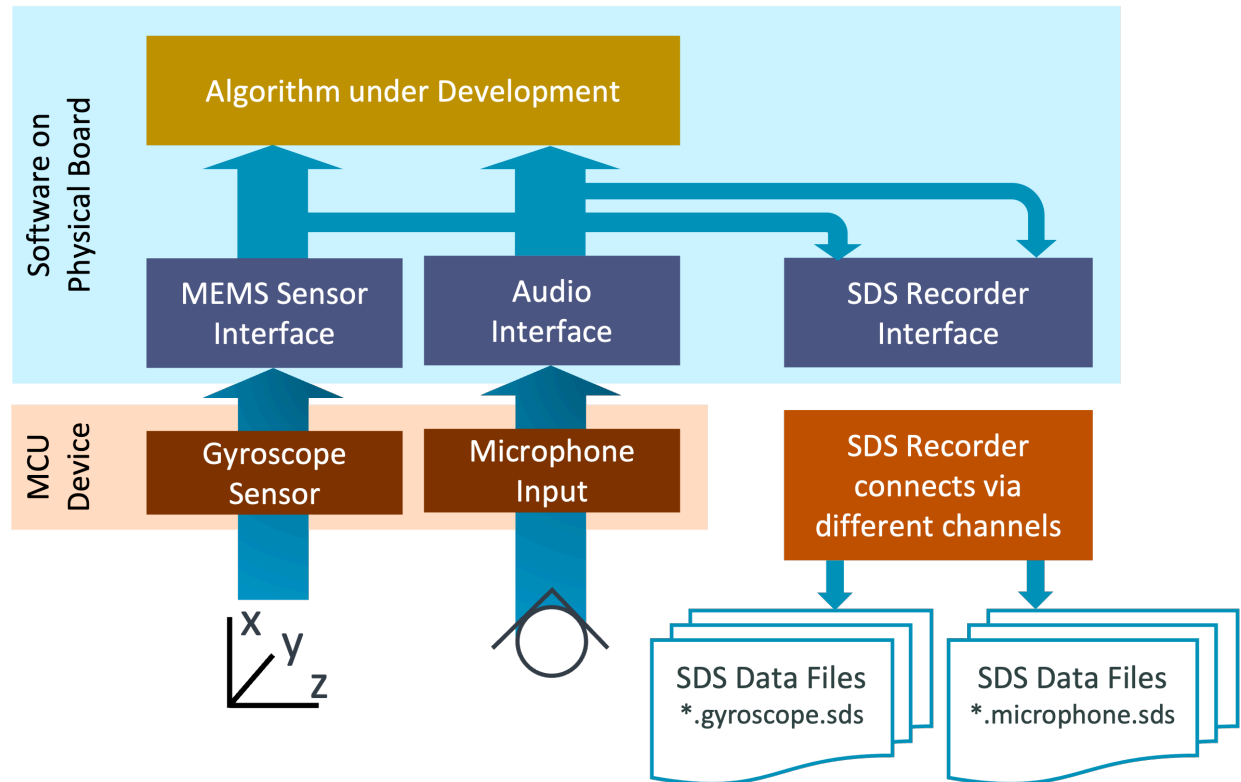 Software on
Physical Board
Algorithm under Development
MEMS Sensor
Interface
Audio
Interface
SDS Recorder
Interface
MCU
Device
Gyroscope
Sensor
Microphone
Input
SDS Recorder
connects via
different channels
x
y
z
SDS Data Files
*.gyroscope.sds
SDS Data Files
*.microphone.sds